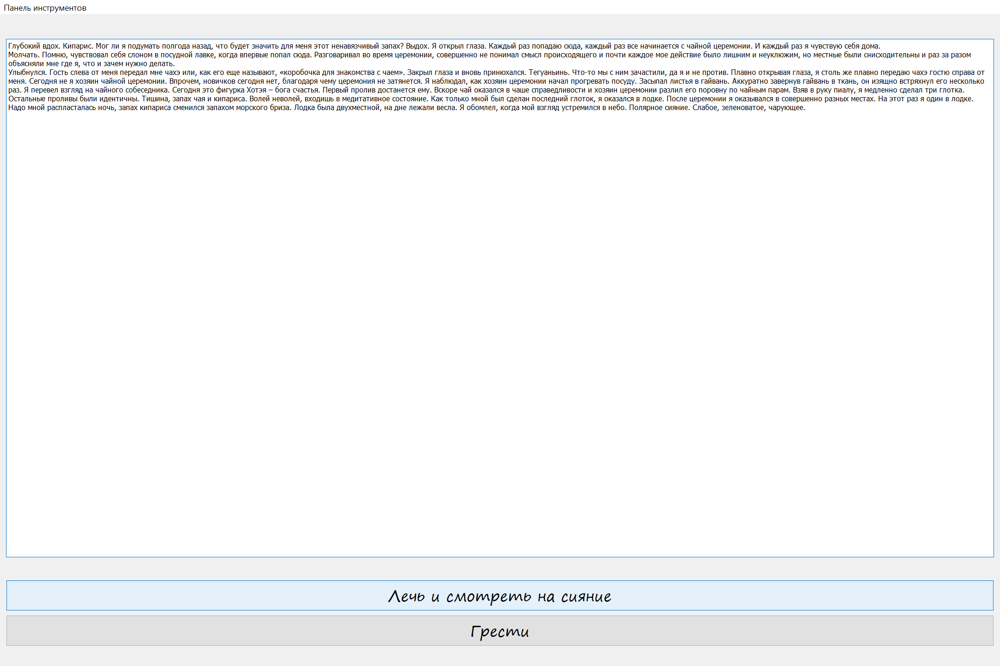 Панель инструментов
Глубокий вдох. Кипарис. Мог ли я подумать полгода назад, что будет значить для меня этот ненавязчивый запах? Выдох. Я открыл глаза. Каждый раз попадаю сюда, каждый раз все начинается с чайной церемонии. И каждый раз я чувствую себя дома.
Молчать. Помню, чувствовал себя слоном в посудной лавке, когда впервые попал сюда. Разговаривал во время церемонии, совершенно не понимал смысл происходящего и почти каждое мое действие было лишним и неуклюжим, но местные были снисходительны и раз за разом
объясняли мне где я, что и зачем нужно делать.
Улыбнулся. Гость слева от меня передал мне чахэ или, как его еще называют, «коробочка для знакомства с чаем». Закрыл глаза и вновь принюхался. Тегуаньинь. Что-то мы с ним зачастили, да я и не против. Плавно открывая глаза, я столь же плавно передаю чахэ гостю справа от
меня. Сегодня не я хозяин чайной церемонии. Впрочем, новичков сегодня нет, благодаря чему церемония не затянется. Я наблюдал, как хозяин церемонии начал прогревать посуду. Засыпал листья в гайвань. Аккуратно завернув гайвань в ткань, он изящно встряхнул его несколько
раз. Я перевел взгляд на чайного собеседника. Сегодня это фигурка Хотэя – бога счастья. Первый пролив достанется ему. Вскоре чай оказался в чаше справедливости и хозяин церемонии разлил его поровну по чайным парам. Взяв в руку пиалу, я медленно сделал три глотка.
Остальные проливы были идентичны. Тишина, запах чая и кипариса. Волей неволей, входишь в медитативное состояние. Как только мной был сделан последний глоток, я оказался в лодке. После церемонии я оказывался в совершенно разных местах. На этот раз я один в лодке.
Надо мной распласталась ночь, запах кипариса сменился запахом морского бриза. Лодка была двухместной, на дне лежали весла. Я обомлел, когда мой взгляд устремился в небо. Полярное сияние. Слабое, зеленоватое, чарующее.
Лечь и смотреть на сияние
Грести